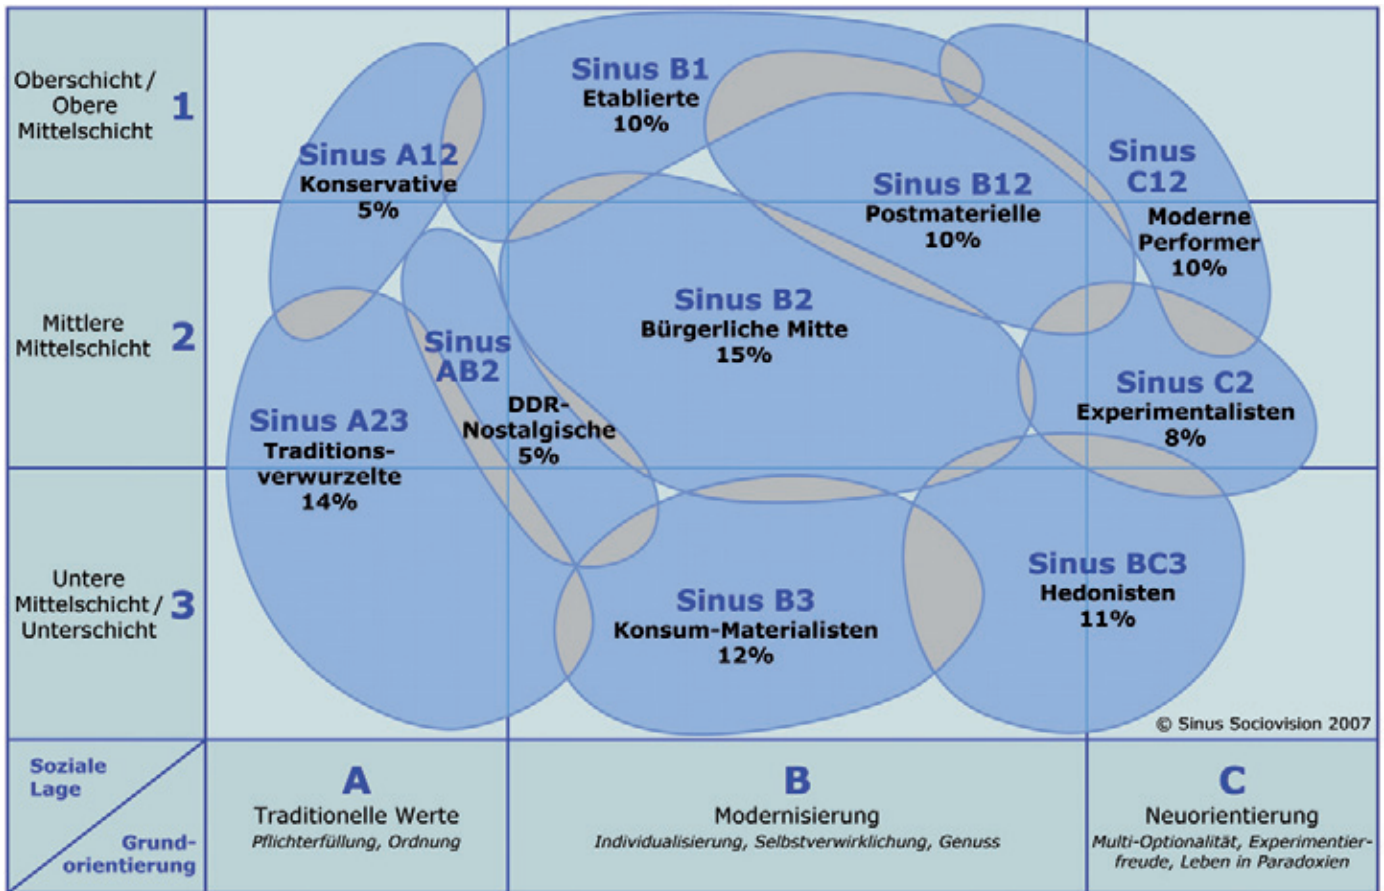 Oberschicht /
Obere
Mittelschicht
1
Mittlere
Mittelschicht
2
Untere
Mittelschicht /
Unterschicht
3
Sinus B1
Etablierte
10%
Sinus A12
Konservative
5%
Sinus B12
Postmaterielle
10%
Sinus
C12
Moderne
Performer
10%
Sinus B2
Bürgerliche Mitte
15%
Sinus
AB2
DDR-
Nostalgische
5%
Sinus A23
Traditions-
verwurzelte
14%
Sinus C2
Experimentalisten
8%
Sinus B3
Konsum-Materialisten
12%
Sinus BC3
Hedonisten
11%
© Sinus Sociovision 2007
Soziale
Lage
Grund-
orientierung
A
Traditionelle Werte
Pflichterfüllung, Ordnung
B
Modernisierung
Individualisierung, Selbstverwirklichung, Genuss
C
Neuorientierung
Multi-Optionalität, Experimentier-
freude, Leben in Paradoxien